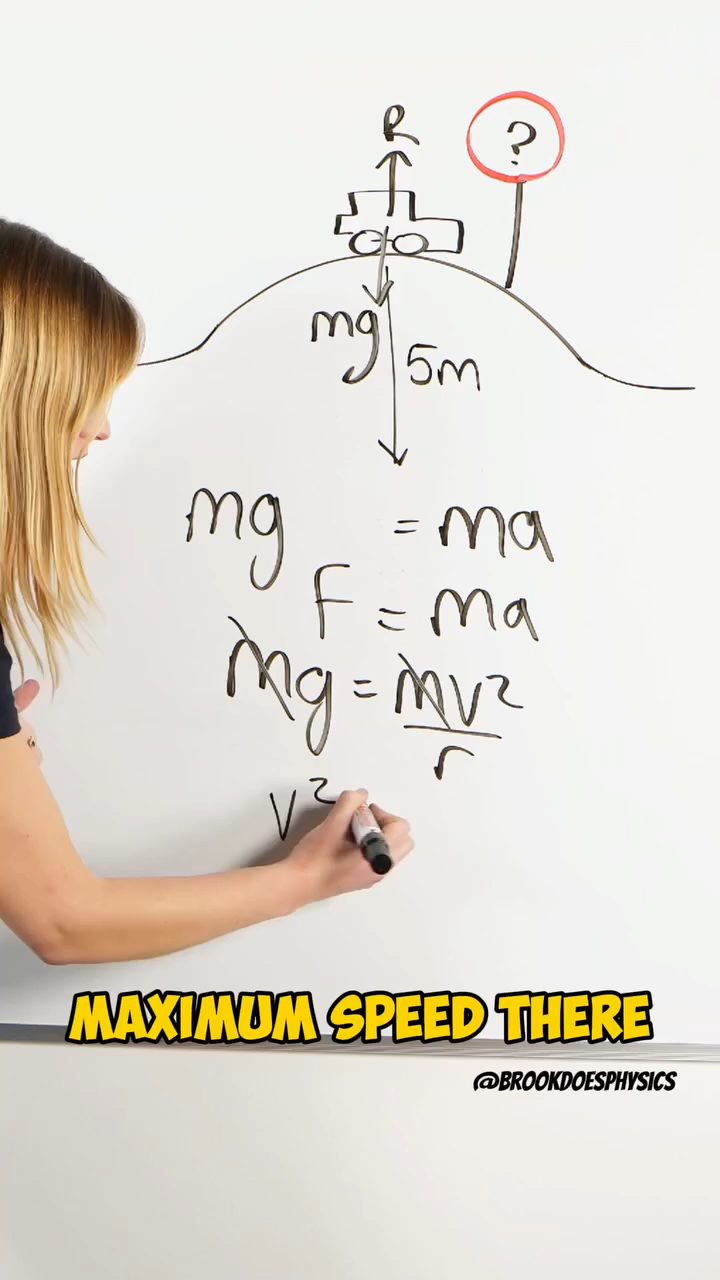 R
?
mg
5m
mg = ma
F = ma
mg = mv²
r
v²
MAXIMUM SPEED THERE
@BROOKDOESPHYSICS